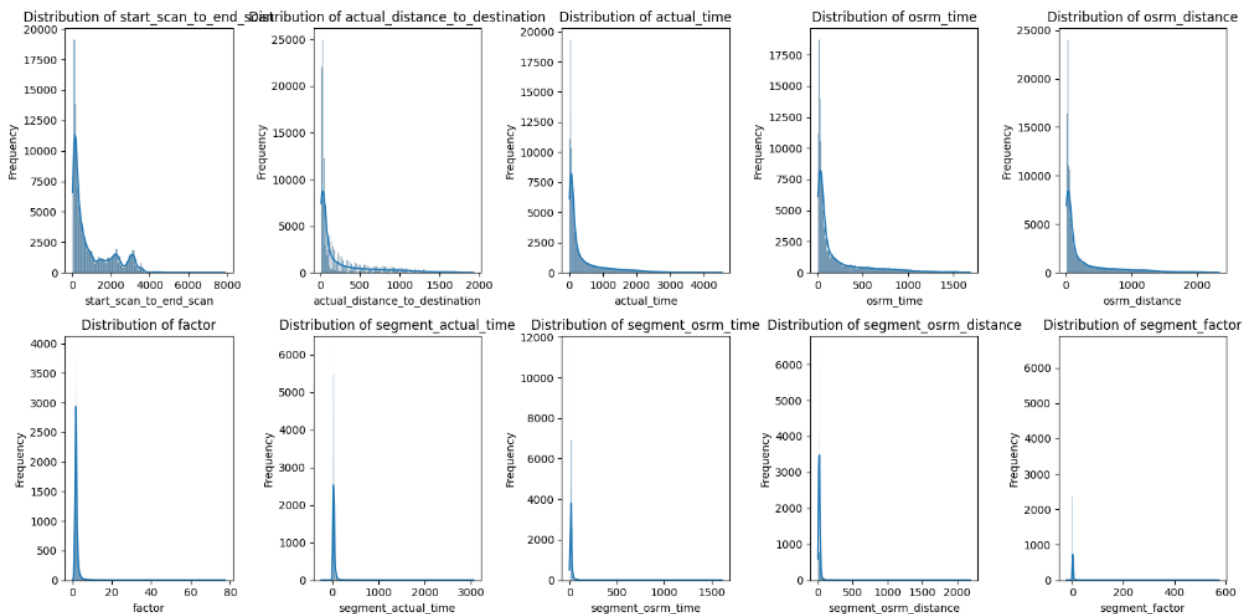 Distribution of start_scan_to_end_scan
Distribution of actual_distance_to_destination
Distribution of actual_time
Distribution of osrm_time
Distribution of osrm_distance
Frequency
20000
17500
15000
12500
10000
7500
5000
2500
0
0 2000 4000 6000 8000
start_scan_to_end_scan
Frequency
25000
20000
15000
10000
5000
0
0 500 1000 1500 2000
actual_distance_to_destination
Frequency
20000
17500
15000
12500
10000
7500
5000
2500
0
0 1000 2000 3000 4000
actual_time
Frequency
17500
15000
12500
10000
7500
5000
2500
0
0 500 1000 1500
osrm_time
Frequency
25000
20000
15000
10000
5000
0
0 1000 2000
osrm_distance
Distribution of factor
Distribution of segment_actual_time
Distribution of segment_osrm_time
Distribution of segment_osrm_distance
Distribution of segment_factor
Frequency
4000
3500
3000
2500
2000
1500
1000
500
0
0 20 40 60 80
factor
Frequency
6000
5000
4000
3000
2000
1000
0
0 1000 2000 3000
segment_actual_time
Frequency
12000
10000
8000
6000
4000
2000
0
0 500 1000 1500
segment_osrm_time
Frequency
6000
5000
4000
3000
2000
1000
0
0 500 1000 1500 2000
segment_osrm_distance
Frequency
6000
5000
4000
3000
2000
1000
0
0 200 400 600
segment_factor